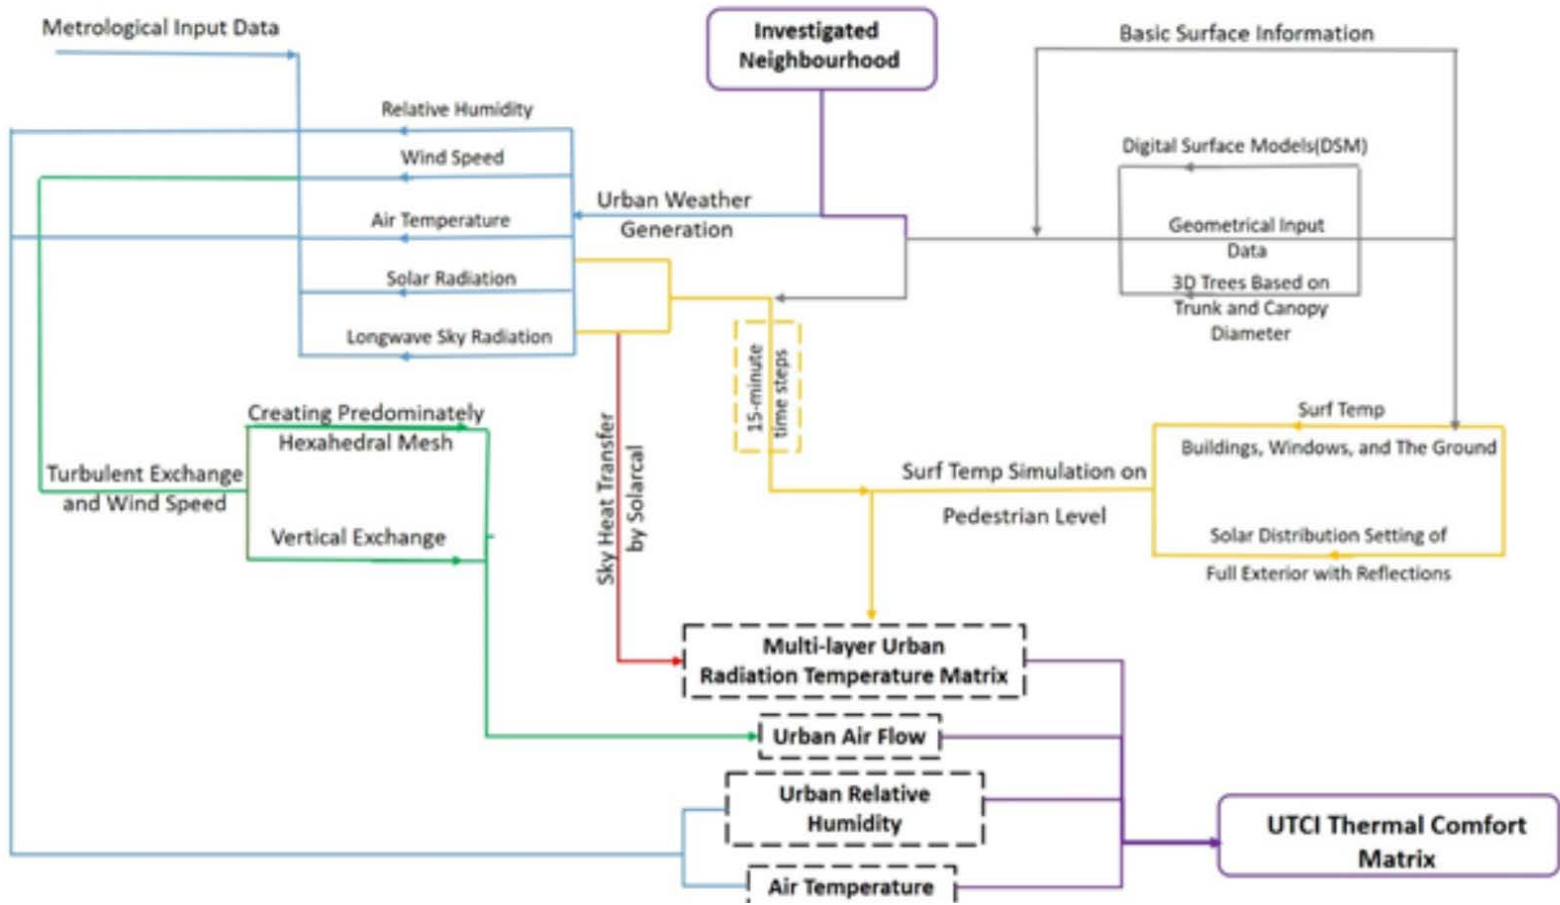 Metrological Input Data
Investigated
Neighbourhood
Basic Surface Information
Relative Humidity
Wind Speed
Air Temperature
Solar Radiation
Longwave Sky Radiation
Urban Weather
Generation
Digital Surface Models(DSM)
Geometrical Input
Data
3D Trees Based on
Trunk and Canopy
Diameter
15-minute
time steps
Creating Predominately
Hexahedral Mesh
Turbulent Exchange
and Wind Speed
Vertical Exchange
Sky Heat Transfer
by Solarcal
Surf Temp Simulation on
Pedestrian Level
Surf Temp
Buildings, Windows, and The Ground
Solar Distribution Setting of
Full Exterior with Reflections
Multi-layer Urban
Radiation Temperature Matrix
Urban Air Flow
Urban Relative
Humidity
Air Temperature
UTCI Thermal Comfort
Matrix